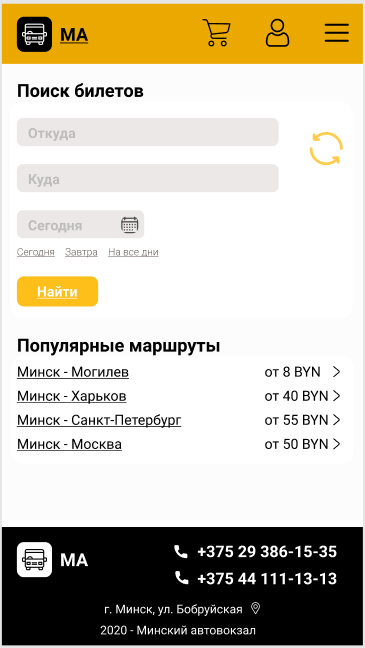 МА
Поиск билетов
Откуда
Куда
Сегодня
Сегодня Завтра На все дни
Найти
Популярные маршруты
Минск - Могилев от 8 BYN
Минск - Харьков от 40 BYN
Минск - Санкт-Петербург от 55 BYN
Минск - Москва от 50 BYN
МА
+375 29 386-15-35
+375 44 111-13-13
г. Минск, ул. Бобруйская
2020 - Минский автовокзал